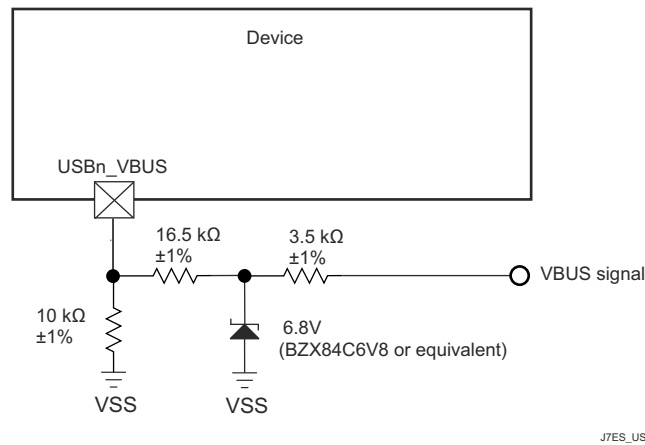 Device
USBn_VBUS
16.5 kΩ
±1%
3.5 kΩ
±1%
VBUS signal
10 kΩ
±1%
6.8V
(BZX84C6V8 or equivalent)
VSS
VSS
J7ES_US